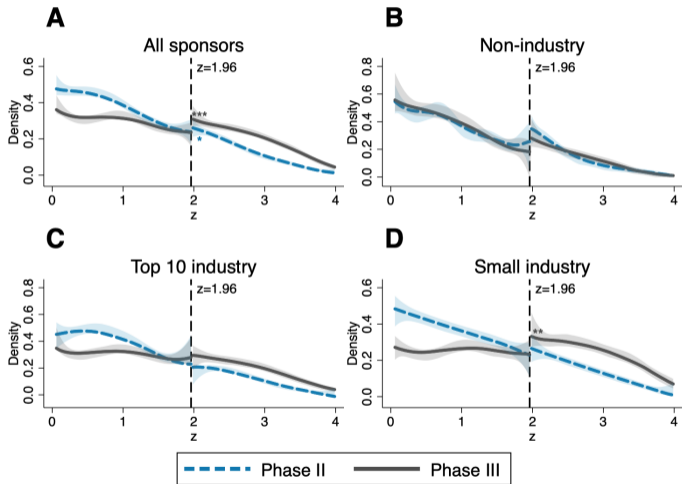 A
All sponsors
z=1.96
Density
0.6
0.4
0.2
0.0
***
*
0 1 2 3 4
z
B
Non-industry
z=1.96
Density
0.8
0.6
0.4
0.2
0.0
0 1 2 3 4
z
C
Top 10 industry
z=1.96
Density
0.8
0.6
0.4
0.2
0.0
0 1 2 3 4
z
D
Small industry
z=1.96
Density
0.6
0.4
0.2
0.0
**
0 1 2 3 4
z
Phase II Phase III